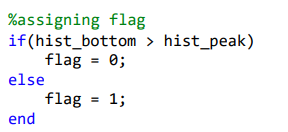 %assigning flag
if(hist_bottom > hist_peak)
    flag = 0;
else
    flag = 1;
end